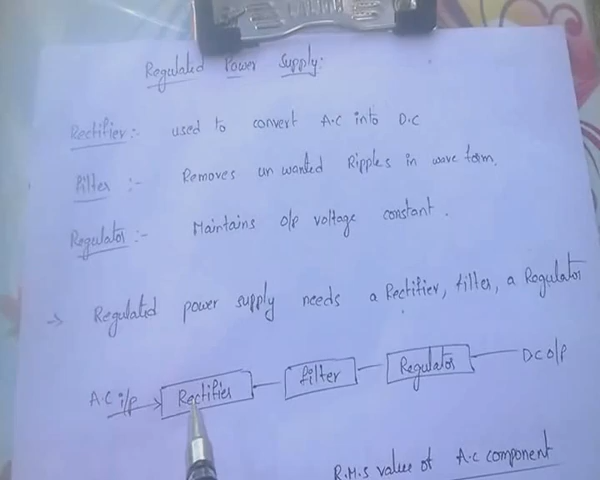 Regulated Power Supply:
Rectifier:- used to convert A.C into D.C
Filter :- Removes un wanted Ripples in wave form.
Regulator:- Maintains o/p voltage constant.
→ Regulated power supply needs a Rectifier, filter, a Regulator
A.C i/p → Rectifier filter Regulator DC o/p
R.M.S value of A.C component